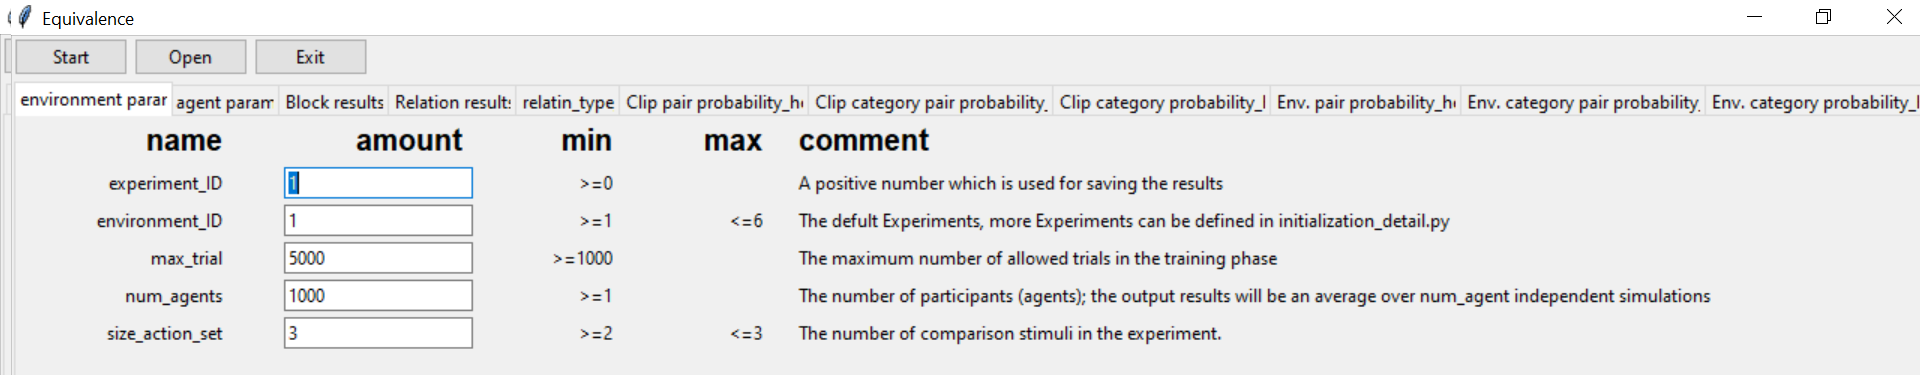 Equivalence
Start Open Exit
environment parar agent param Block results Relation result: relatin_type Clip pair probability_h Clip category pair probability_ Clip category probability_l Env. pair probability_h Env. category pair probability_ Env. category probability_l
name amount min max comment
experiment_ID 1 >=0 A positive number which is used for saving the results
environment_ID 1 >=1 <=6 The defult Experiments, more Experiments can be defined in initialization_detail.py
max_trial 5000 >=1000 The maximum number of allowed trials in the training phase
num_agents 1000 >=1 The number of participants (agents); the output results will be an average over num_agent independent simulations
size_action_set 3 >=2 <=3 The number of comparison stimuli in the experiment.